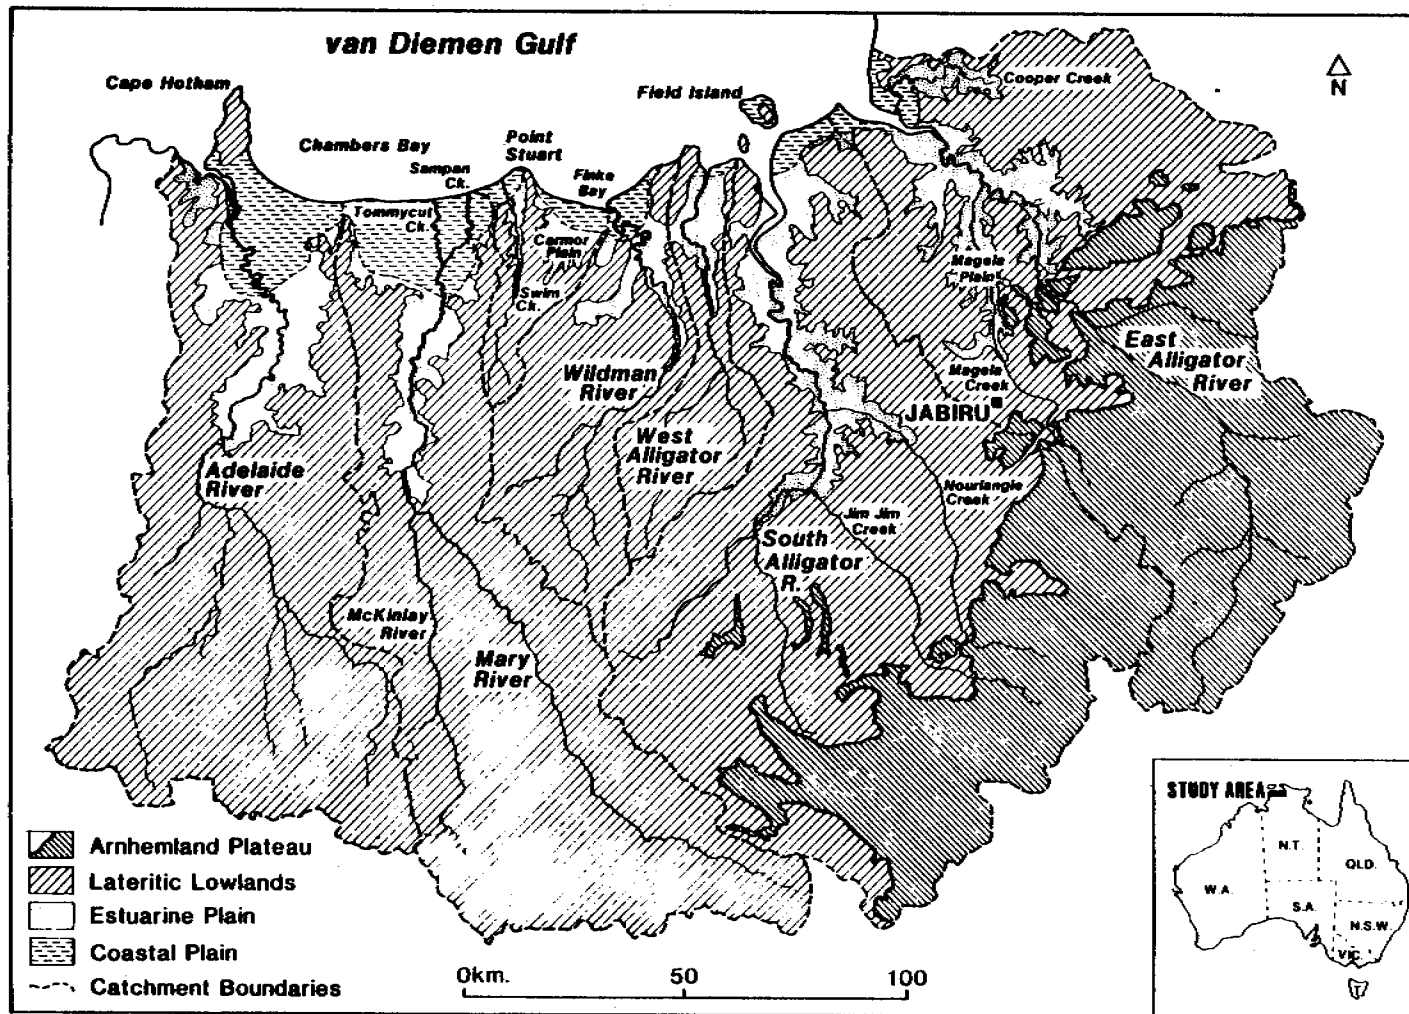 van Diemen Gulf
Cape Hotham
Field Island
Cooper Creek
N
Chambers Bay
Point
Stuart
Sampan
Ck.
Finke
Bay
Tommycut
Ck.
Carmor
Plain
Swim
Ck.
Magela
Plain
East
Alligator
River
Wildman
River
Magela
Creek
JABIRU
West
Alligator
River
Adelaide
River
Nourlangie
Creek
Jim Jim
Creek
South
Alligator
R.
McKinlay
River
Mary
River
Arnhemland Plateau
Lateritic Lowlands
Estuarine Plain
Coastal Plain
Catchment Boundaries
0km. 50 100
STUDY AREA
N.T.
QLD.
W.A.
S.A.
N.S.W.
VIC.
T.